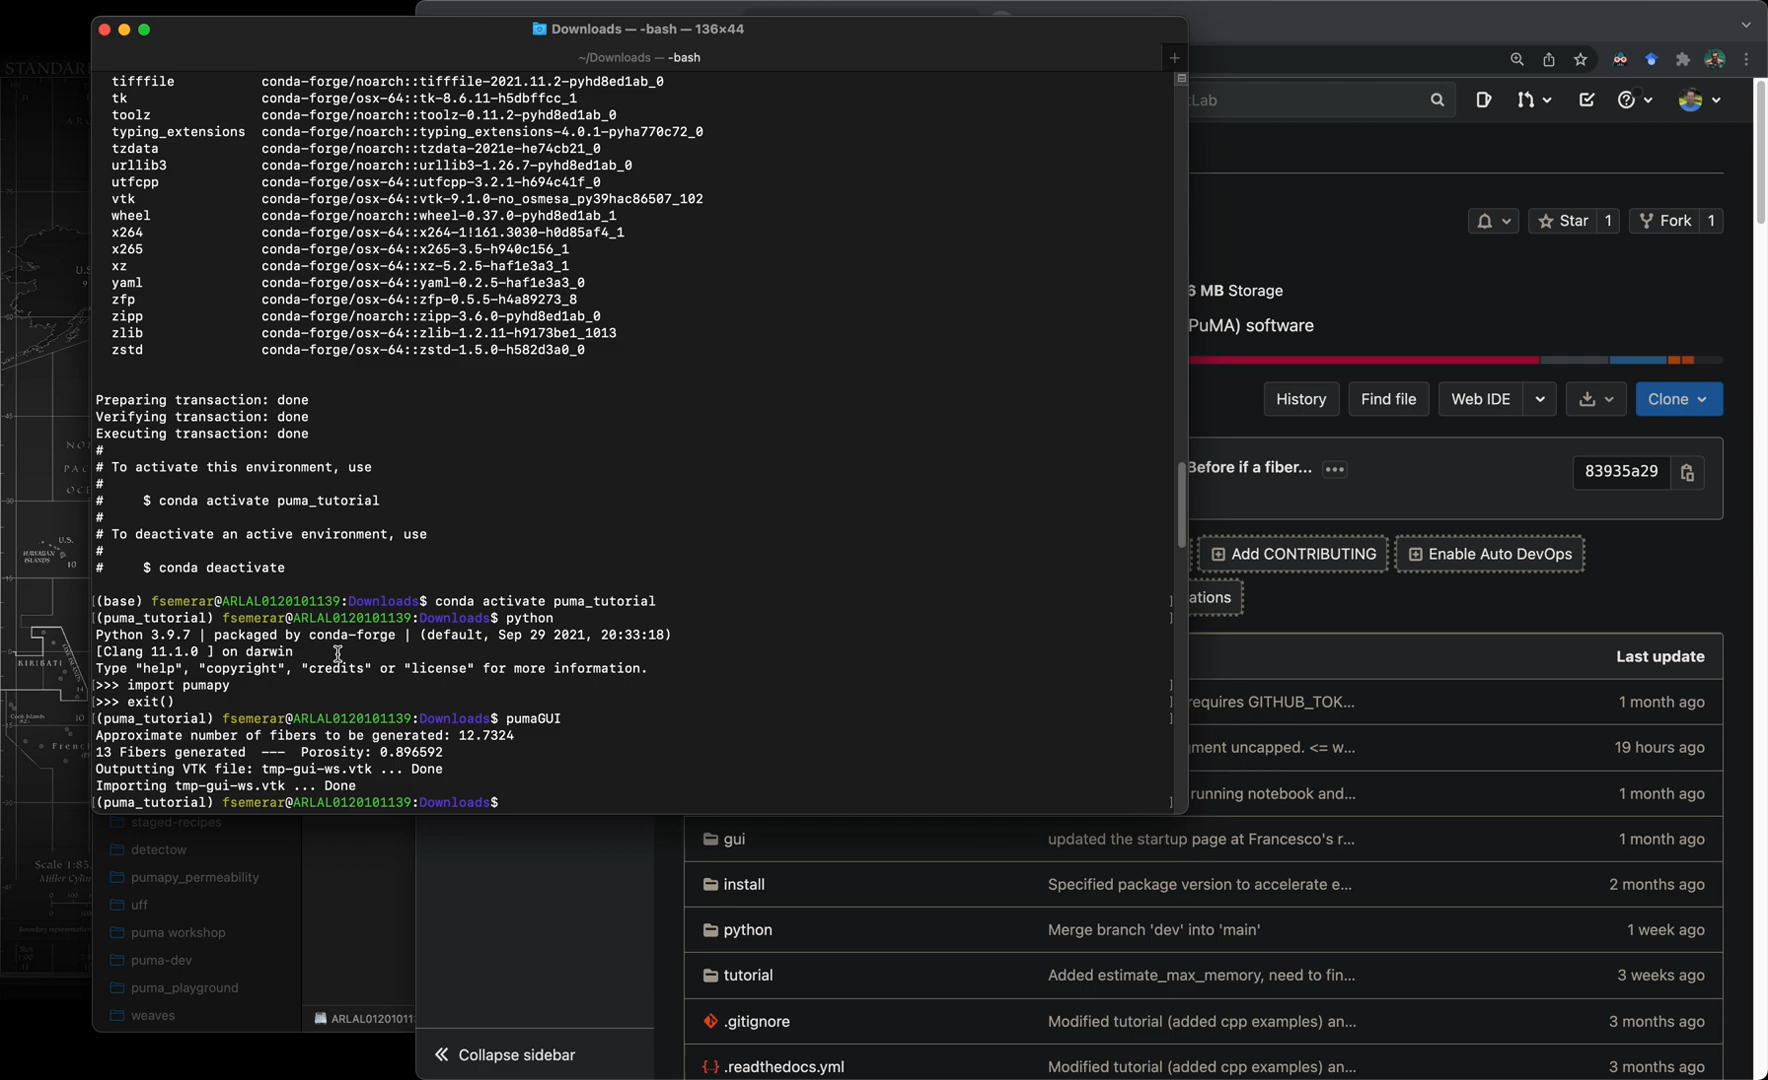 Downloads — -bash — 136×44
~/Downloads — -bash
tifffile conda-forge/noarch::tifffile-2021.11.2-pyhd8ed1ab_0
tk conda-forge/osx-64::tk-8.6.11-h5dbffcc_1
toolz conda-forge/noarch::toolz-0.11.2-pyhd8ed1ab_0
typing_extensions conda-forge/noarch::typing_extensions-4.0.1-pyha770c72_0
tzdata conda-forge/noarch::tzdata-2021e-he74cb21_0
urllib3 conda-forge/noarch::urllib3-1.26.7-pyhd8ed1ab_0
utfcpp conda-forge/osx-64::utfcpp-3.2.1-h694c41f_0
vtk conda-forge/osx-64::vtk-9.1.0-no_osmesa_py39hac86507_102
wheel conda-forge/noarch::wheel-0.37.0-pyhd8ed1ab_1
x264 conda-forge/osx-64::x264-1!161.3030-h0d85af4_1
x265 conda-forge/osx-64::x265-3.5-h940c156_1
xz conda-forge/osx-64::xz-5.2.5-haf1e3a3_1
yaml conda-forge/osx-64::yaml-0.2.5-haf1e3a3_0
zfp conda-forge/osx-64::zfp-0.5.5-h4a89273_8
zipp conda-forge/noarch::zipp-3.6.0-pyhd8ed1ab_0
zlib conda-forge/osx-64::zlib-1.2.11-h9173be1_1013
zstd conda-forge/osx-64::zstd-1.5.0-h582d3a0_0
Preparing transaction: done
Verifying transaction: done
Executing transaction: done
#
# To activate this environment, use
#
# $ conda activate puma_tutorial
#
# To deactivate an active environment, use
#
# $ conda deactivate
[(base) fsemerar@ARLAL0120101139:Downloads$ conda activate puma_tutorial ]
[(puma_tutorial) fsemerar@ARLAL0120101139:Downloads$ python ]
Python 3.9.7 | packaged by conda-forge | (default, Sep 29 2021, 20:33:18)
[Clang 11.1.0 ] on darwin
Type "help", "copyright", "credits" or "license" for more information.
[>>> import pumapy ]
[>>> exit() ]
[(puma_tutorial) fsemerar@ARLAL0120101139:Downloads$ pumaGUI ]
Approximate number of fibers to be generated: 12.7324
13 Fibers generated --- Porosity: 0.896592
Outputting VTK file: tmp-gui-ws.vtk ... Done
Importing tmp-gui-ws.vtk ... Done
[(puma_tutorial) fsemerar@ARLAL0120101139:Downloads$ ]
staged-recipes
detectow
pumapy_permeability
uff
puma workshop
puma-dev
puma_playground
weaves
ARLAL012010113
STANDAR
U.S.
HAWAIIAN
ISLANDS
U.S.
10
KIRIBATI
Scale 1:85,
Miller Cylin
Lab
Star 1
Fork 1
6 MB Storage
PuMA) software
History
Find file
Web IDE
Clone
Before if a fiber...
83935a29
Add CONTRIBUTING
Enable Auto DevOps
ations
Last update
requires GITHUB_TOK... 1 month ago
gment uncapped. <= w... 19 hours ago
running notebook and... 1 month ago
gui updated the startup page at Francesco's r... 1 month ago
install Specified package version to accelerate e... 2 months ago
python Merge branch 'dev' into 'main' 1 week ago
tutorial Added estimate_max_memory, need to fin... 3 weeks ago
.gitignore Modified tutorial (added cpp examples) an... 3 months ago
.readthedocs.yml Modified tutorial (added cpp examples) an... 3 months ago
Collapse sidebar